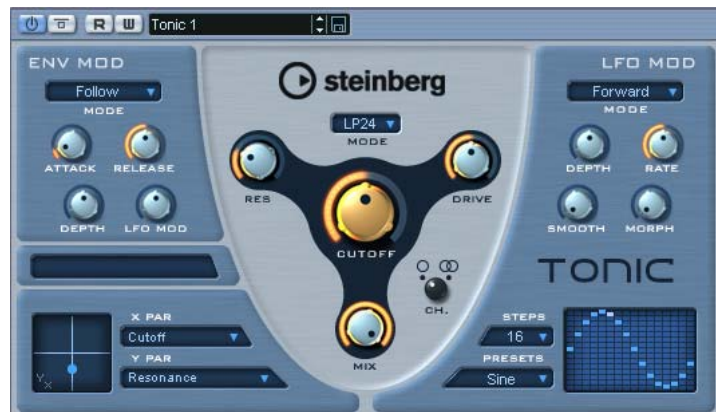 R W Tonic 1
ENV MOD
Follow
MODE
ATTACK RELEASE
DEPTH LFO MOD
steinberg
LP24
MODE
RES
DRIVE
CUTOFF
CH.
MIX
LFO MOD
Forward
MODE
DEPTH RATE
SMOOTH MORPH
TONIC
X PAR
Cutoff
Y PAR
Resonance
Y X
STEPS
16
PRESETS
Sine